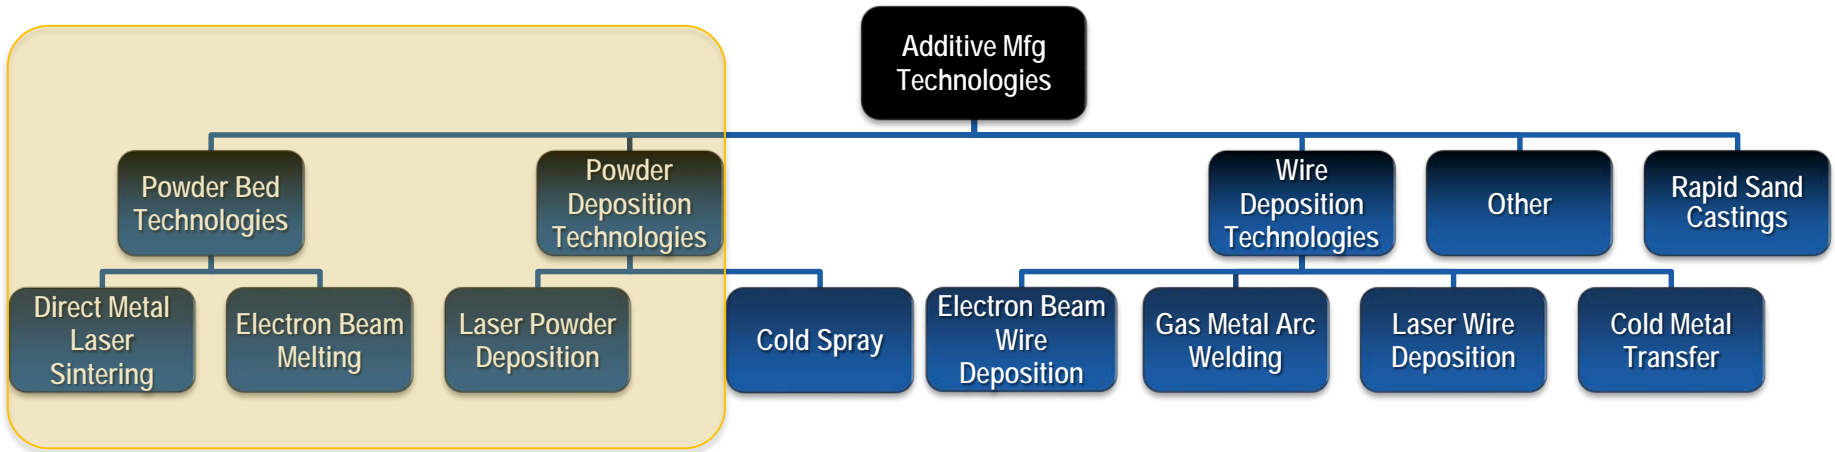 Additive Mfg
Technologies
Powder Bed
Technologies
Powder
Deposition
Technologies
Wire
Deposition
Technologies
Other
Rapid Sand
Castings
Direct Metal
Laser
Sintering
Electron Beam
Melting
Laser Powder
Deposition
Cold Spray
Electron Beam
Wire
Deposition
Gas Metal Arc
Welding
Laser Wire
Deposition
Cold Metal
Transfer